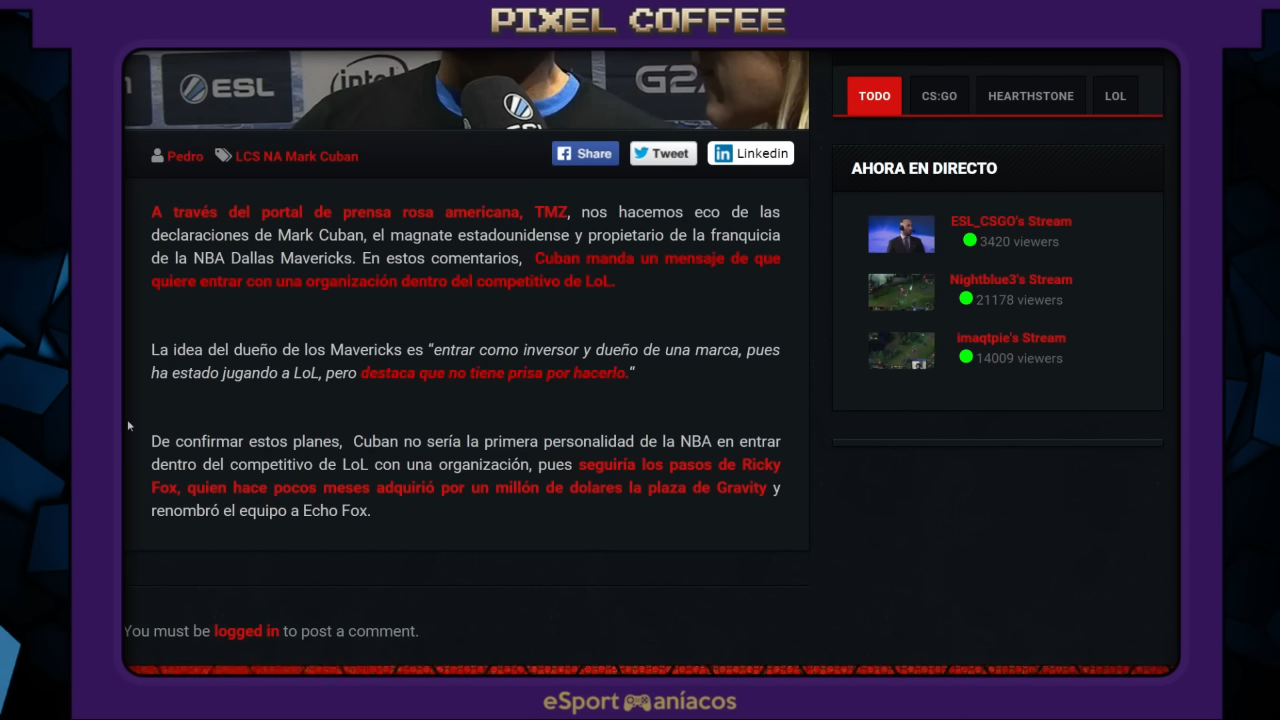 PIXEL COFFEE
ESL
intel
G2A
ESL
Pedro LCS NA Mark Cuban
Share
Tweet
Linkedin
A través del portal de prensa rosa americana, TMZ, nos hacemos eco de las
declaraciones de Mark Cuban, el magnate estadounidense y propietario de la franquicia
de la NBA Dallas Mavericks. En estos comentarios, Cuban manda un mensaje de que
quiere entrar con una organización dentro del competitivo de LoL.
La idea del dueño de los Mavericks es “entrar como inversor y dueño de una marca, pues
ha estado jugando a LoL, pero destaca que no tiene prisa por hacerlo.“
De confirmar estos planes, Cuban no sería la primera personalidad de la NBA en entrar
dentro del competitivo de LoL con una organización, pues seguiría los pasos de Ricky
Fox, quien hace pocos meses adquirió por un millón de dolares la plaza de Gravity y
renombró el equipo a Echo Fox.
You must be logged in to post a comment.
TODO
CS:GO
HEARTHSTONE
LOL
AHORA EN DIRECTO
ESL_CSGO's Stream
3420 viewers
Nightblue3's Stream
21178 viewers
imaqtpie's Stream
14009 viewers
eSportmaníacos